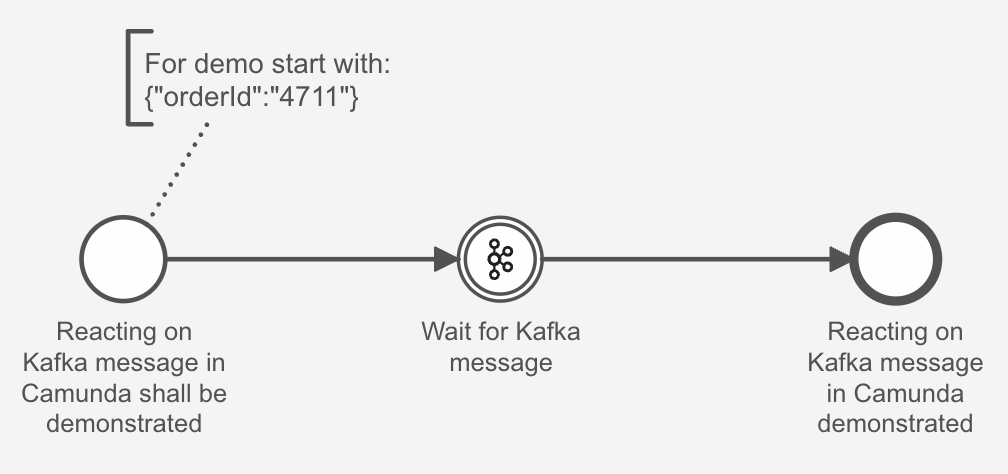 For demo start with:
{"orderId":"4711"}
Reacting on
Kafka message in
Camunda shall be
demonstrated
Wait for Kafka
message
Reacting on
Kafka message
in Camunda
demonstrated